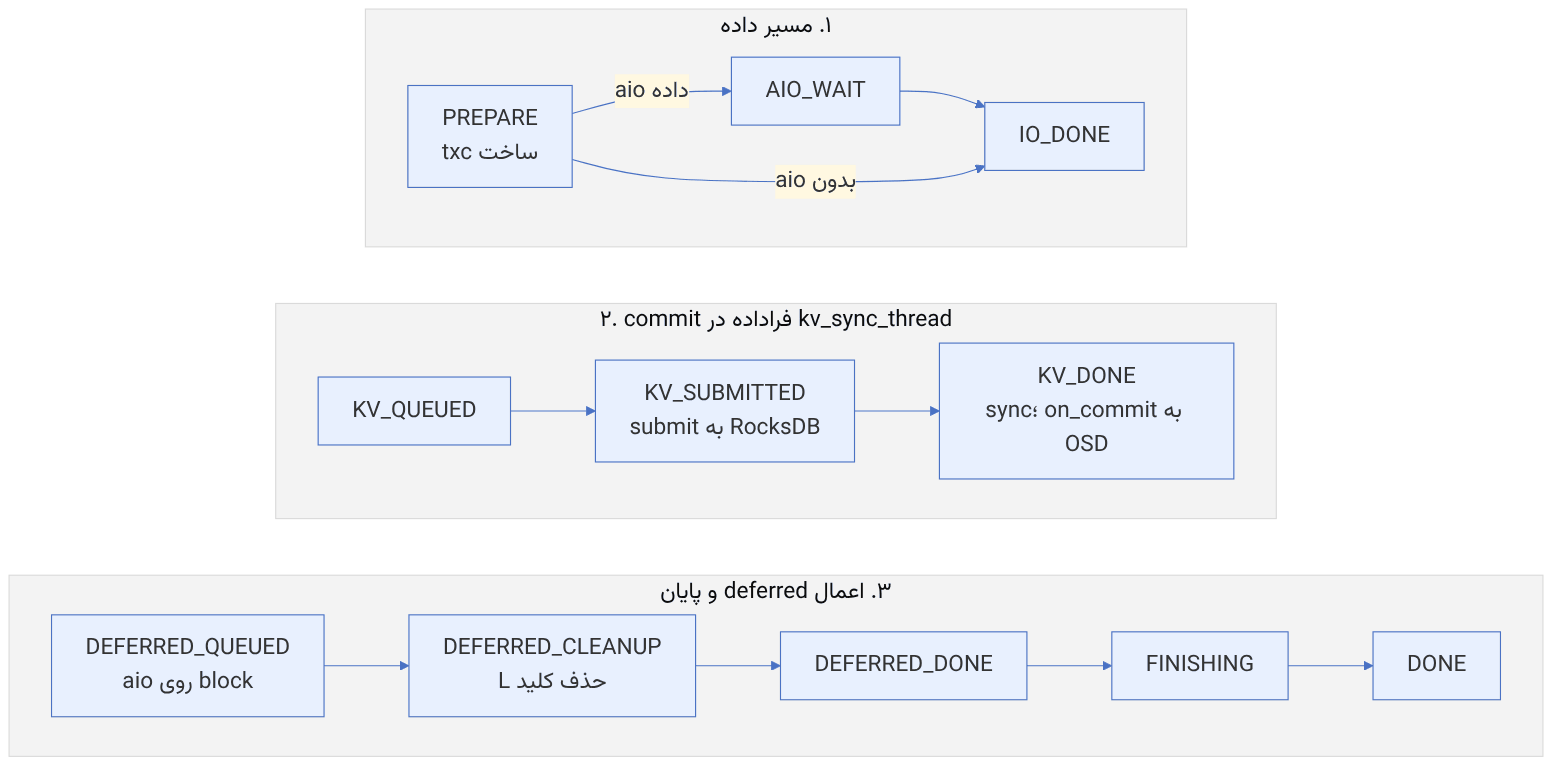 ۱. مسیر داده
PREPARE
ساخت txc
aio داده
AIO_WAIT
بدون aio
IO_DONE
۲. commit فراداده در kv_sync_thread
KV_QUEUED
KV_SUBMITTED
submit به RocksDB
KV_DONE
sync؛ on_commit به
OSD
۳. اعمال deferred و پایان
DEFERRED_QUEUED
aio روی block
DEFERRED_CLEANUP
حذف کلید L
DEFERRED_DONE
FINISHING
DONE